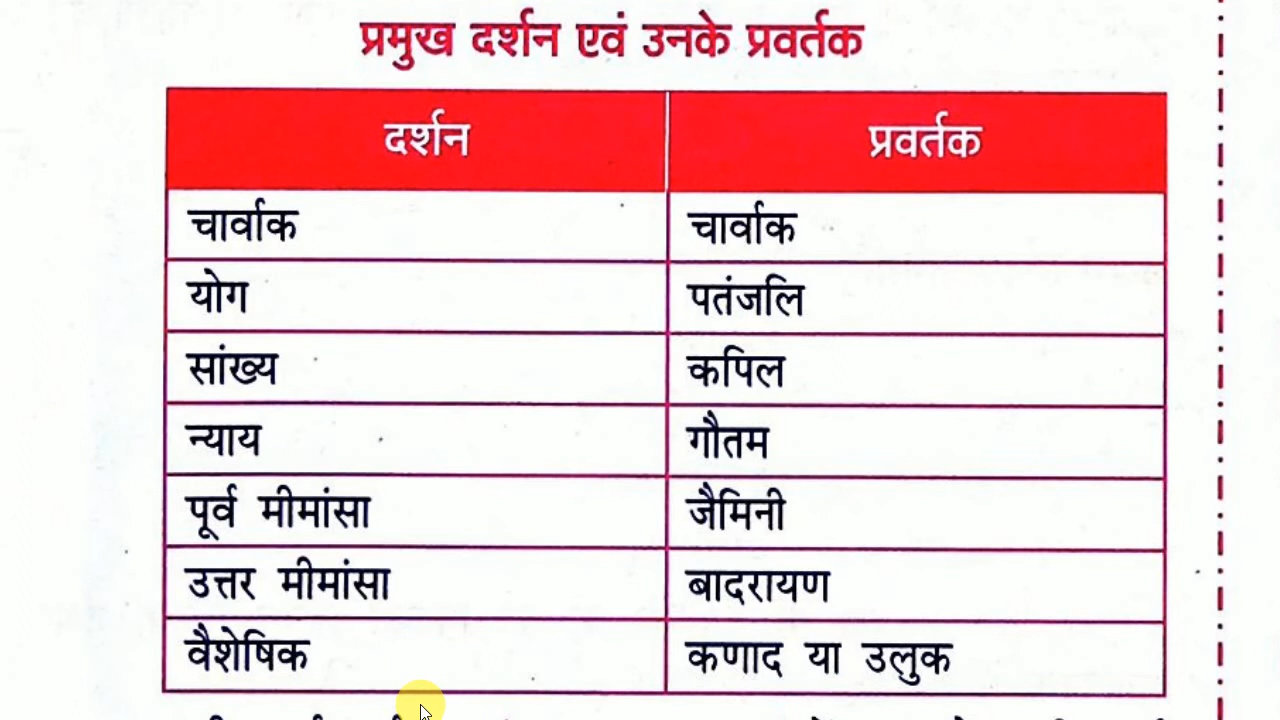 प्रमुख दर्शन एवं उनके प्रवर्तक
दर्शन प्रवर्तक
चार्वाक चार्वाक
योग पतंजलि
सांख्य कपिल
न्याय गौतम
पूर्व मीमांसा जैमिनी
उत्तर मीमांसा बादरायण
वैशेषिक कणाद या उलुक